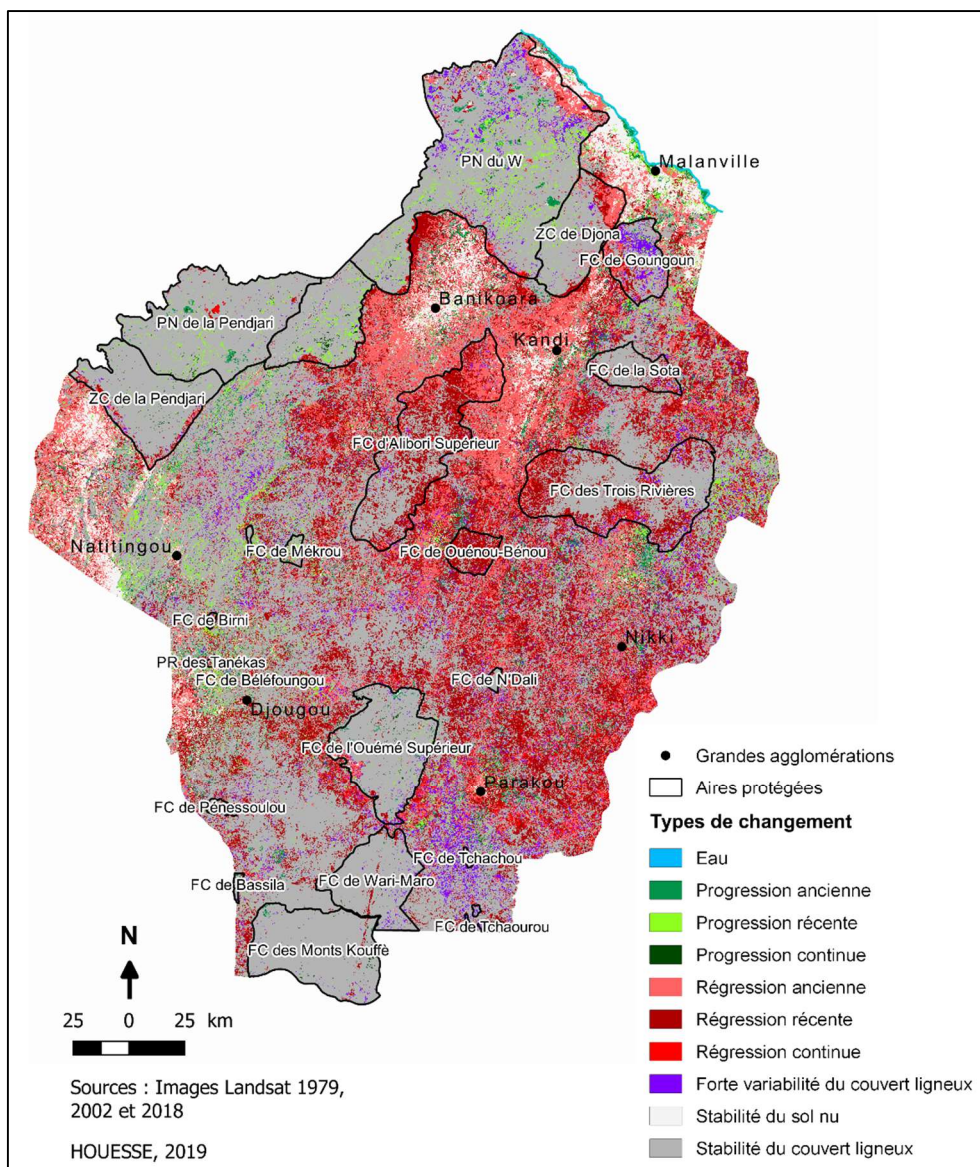 PN du W
Malanville
ZC de Djona
FC de Goungoun
Banikoara
PN de la Pendjari
Kandi
FC de la Sota
ZC de la Pendjari
FC d'Alibori Supérieur
FC des Trois Rivières
Natitingou
FC de Mékrou
FC de Ouénou-Bénou
FC de Birni
Nikki
PR des Tanékas
FC de Béléfoungou
FC de N'Dali
Djougou
FC de l'Ouémé Supérieur
Parakou
FC de Pénessoulou
FC de Tchachou
FC de Bassila
FC de Wari-Maro
FC de Tchaourou
FC des Monts Kouffè
N
25 0 25 km
Sources : Images Landsat 1979,
2002 et 2018
HOUESSE, 2019
Grandes agglomérations
Aires protégées
Types de changement
Eau
Progression ancienne
Progression récente
Progression continue
Régression ancienne
Régression récente
Régression continue
Forte variabilité du couvert ligneux
Stabilité du sol nu
Stabilité du couvert ligneux